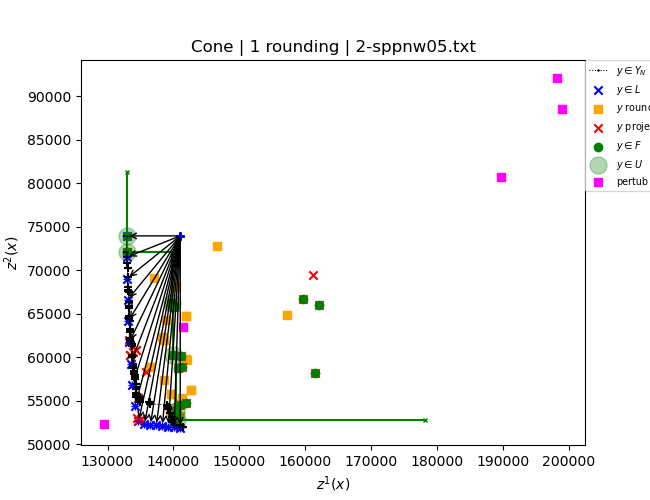 Cone | 1 rounding | 2-sppnw05.txt
z²(x)
90000
85000
80000
75000
70000
65000
60000
55000
50000
130000 140000 150000 160000 170000 180000 190000 200000
z¹(x)
y ∈ Y_N
y ∈ L
y roun
y proje
y ∈ F
y ∈ U
pertub